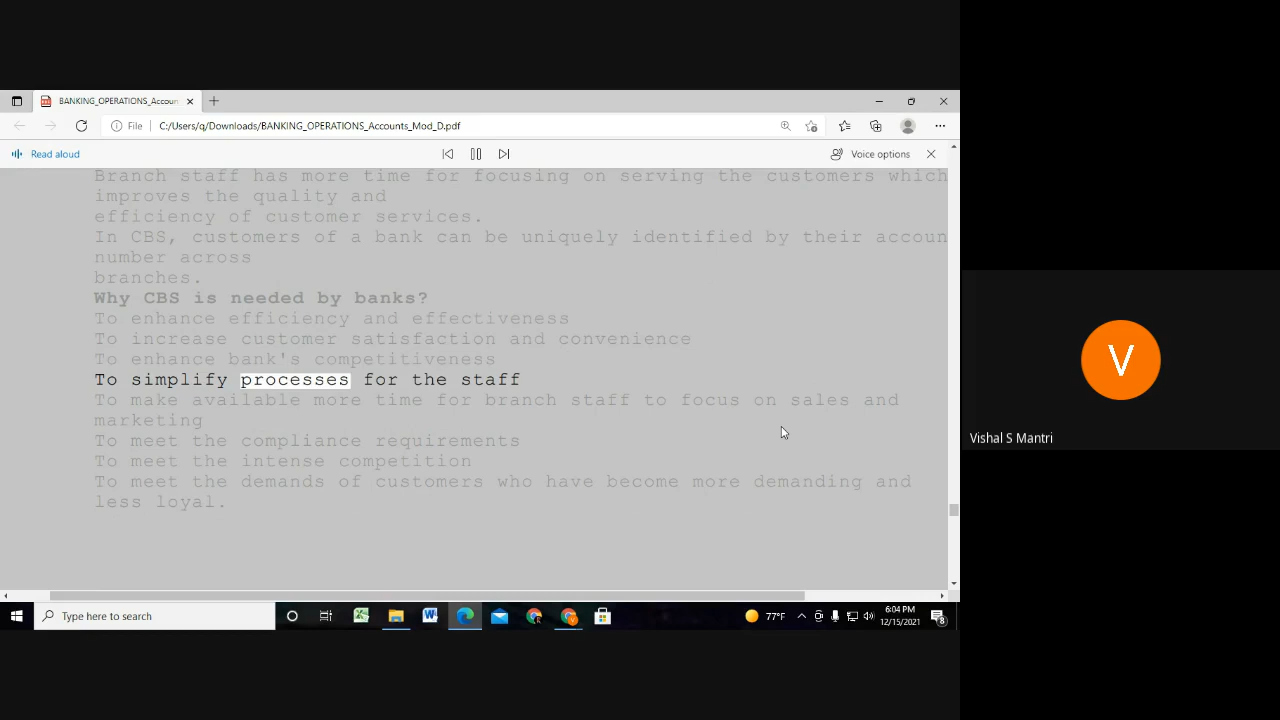 BANKING_OPERATIONS_Accoun
File
C:/Users/q/Downloads/BANKING_OPERATIONS_Accounts_Mod_D.pdf
Read aloud
Voice options
Branch staff has more time for focusing on serving the customers which
improves the quality and
efficiency of customer services.
In CBS, customers of a bank can be uniquely identified by their accoun
number across
branches.
Why CBS is needed by banks?
To enhance efficiency and effectiveness
To increase customer satisfaction and convenience
To enhance bank's competitiveness
To simplify processes for the staff
To make available more time for branch staff to focus on sales and
marketing
To meet the compliance requirements
To meet the intense competition
To meet the demands of customers who have become more demanding and
less loyal.
V
Vishal S Mantri
Type here to search
77°F
6:04 PM
12/15/2021
8